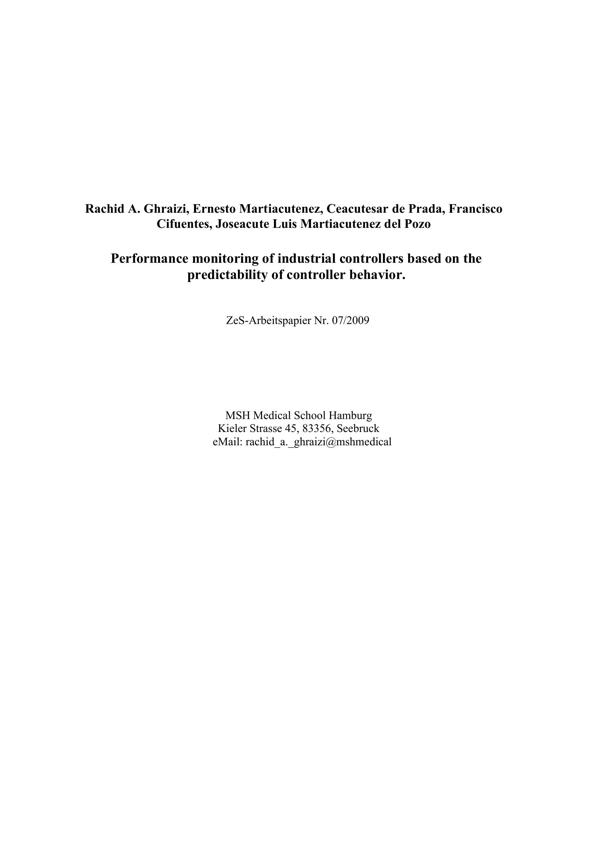 Rachid A. Ghraizi, Ernesto Martiacutenez, Ceacutesar de Prada, Francisco
Cifuentes, Joseacute Luis Martiacutenez del Pozo
Performance monitoring of industrial controllers based on the
predictability of controller behavior.
ZeS-Arbeitspapier Nr. 07/2009
MSH Medical School Hamburg
Kieler Strasse 45, 83356, Seebruck
eMail: rachid_a._ghraizi@mshmedical